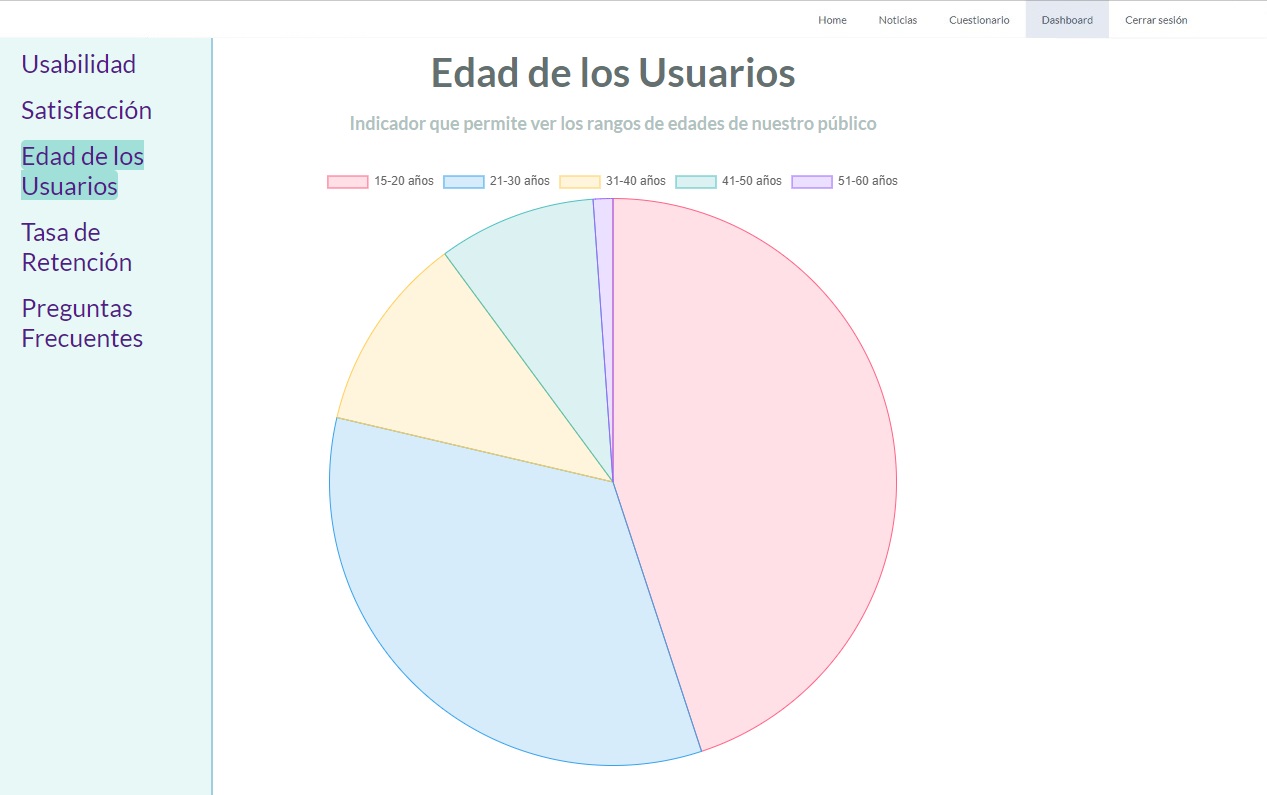 Home Noticias Cuestionario Dashboard Cerrar sesión
Usabilidad
Satisfacción
Edad de los
Usuarios
Tasa de
Retención
Preguntas
Frecuentes
Edad de los Usuarios
Indicador que permite ver los rangos de edades de nuestro público
15-20 años 21-30 años 31-40 años 41-50 años 51-60 años